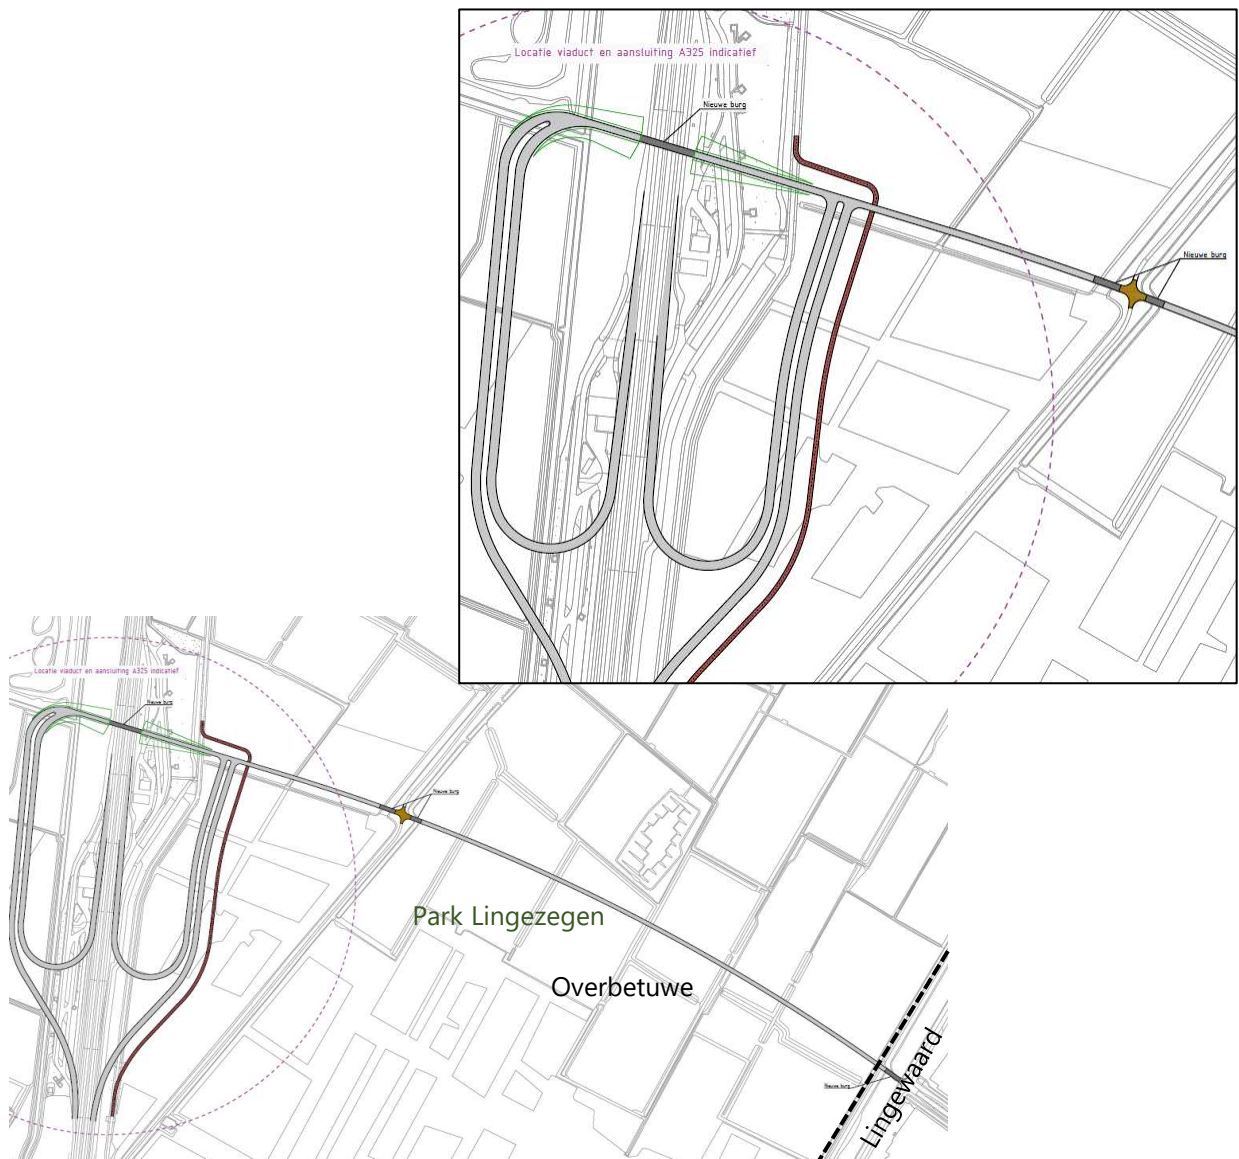 Locatie viaduct en aansluiting A325 indicatief
Nieuwe burg
Nieuwe burg
Locatie viaduct en aansluiting A325 indicatief
Nieuwe burg
Nieuwe burg
Park Lingezegen
Overbetuwe
Nieuwe burg
Lingewaard